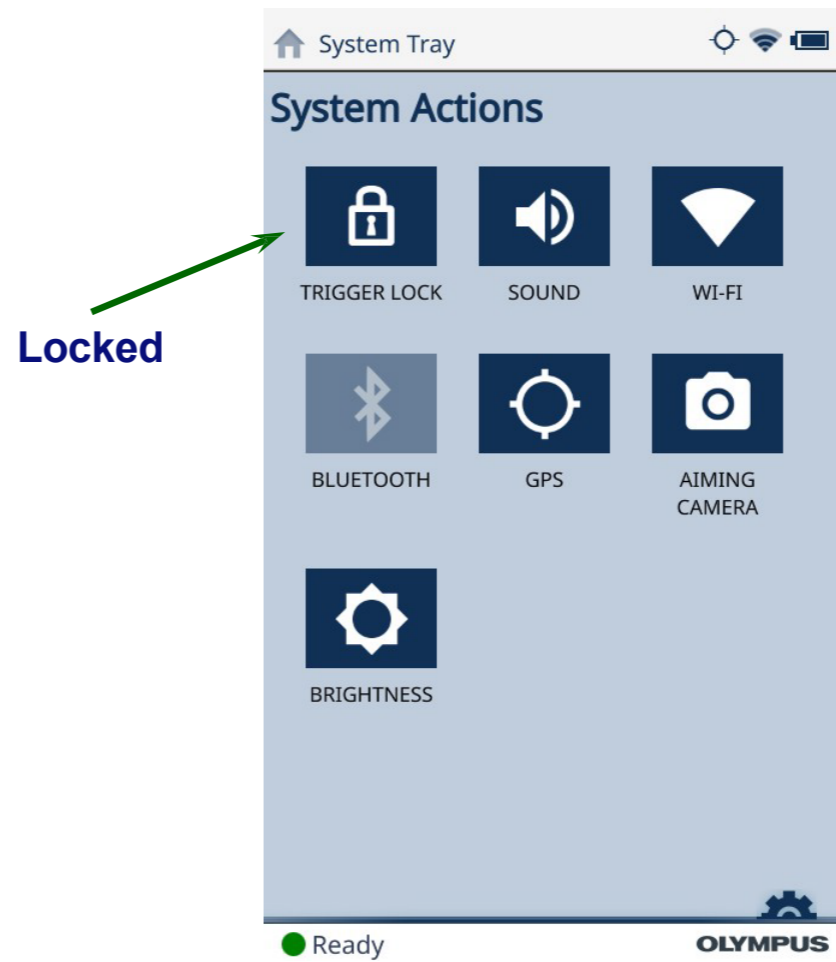 System Tray
System Actions
TRIGGER LOCK SOUND WI-FI
Locked
BLUETOOTH GPS AIMING
CAMERA
BRIGHTNESS
Ready OLYMPUS